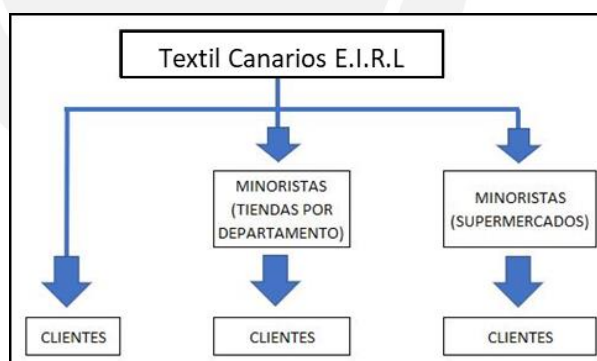 Textil Canarios E.I.R.L
MINORISTAS
(TIENDAS POR
DEPARTAMENTO)
MINORISTAS
(SUPERMERCADOS)
CLIENTES
CLIENTES
CLIENTES